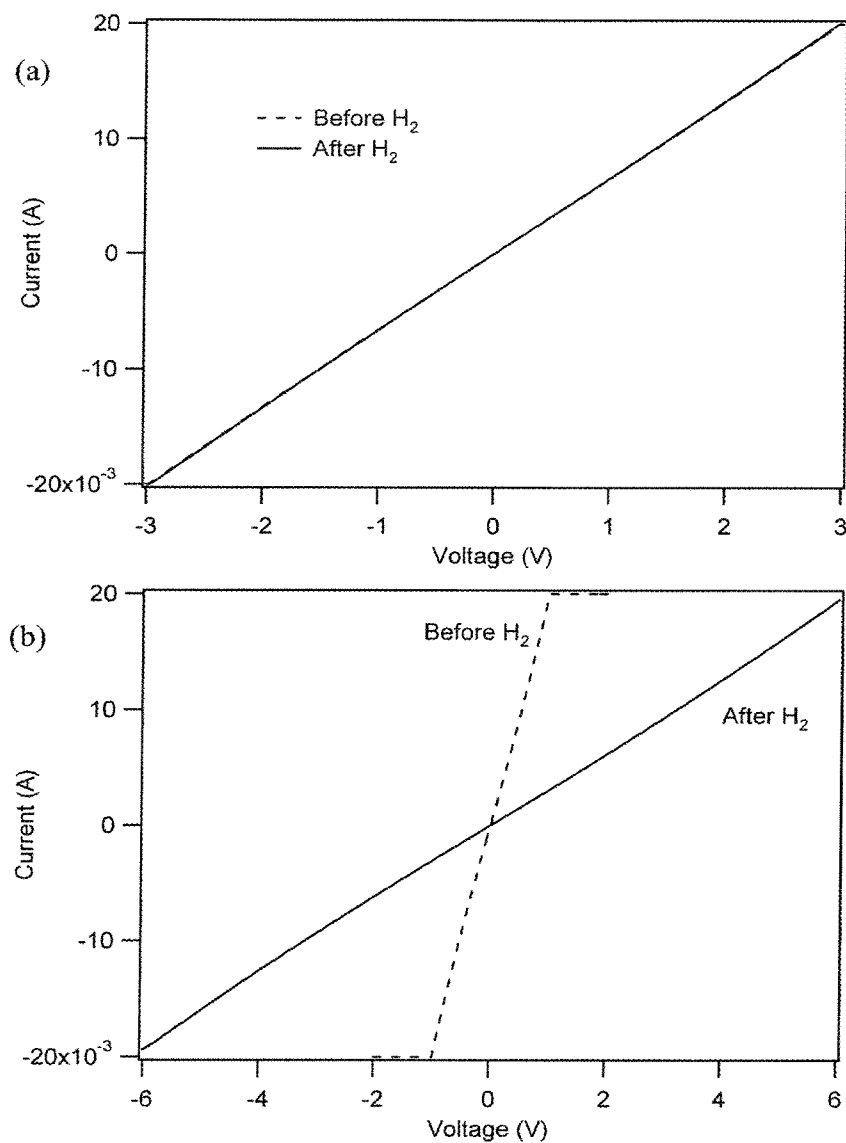 (a)
20
10
0
-10
-20x10⁻³
Current (A)
Before H₂
After H₂
-3 -2 -1 0 1 2 3
Voltage (V)
(b)
20
10
0
-10
-20x10⁻³
Current (A)
Before H₂
After H₂
-6 -4 -2 0 2 4 6
Voltage (V)